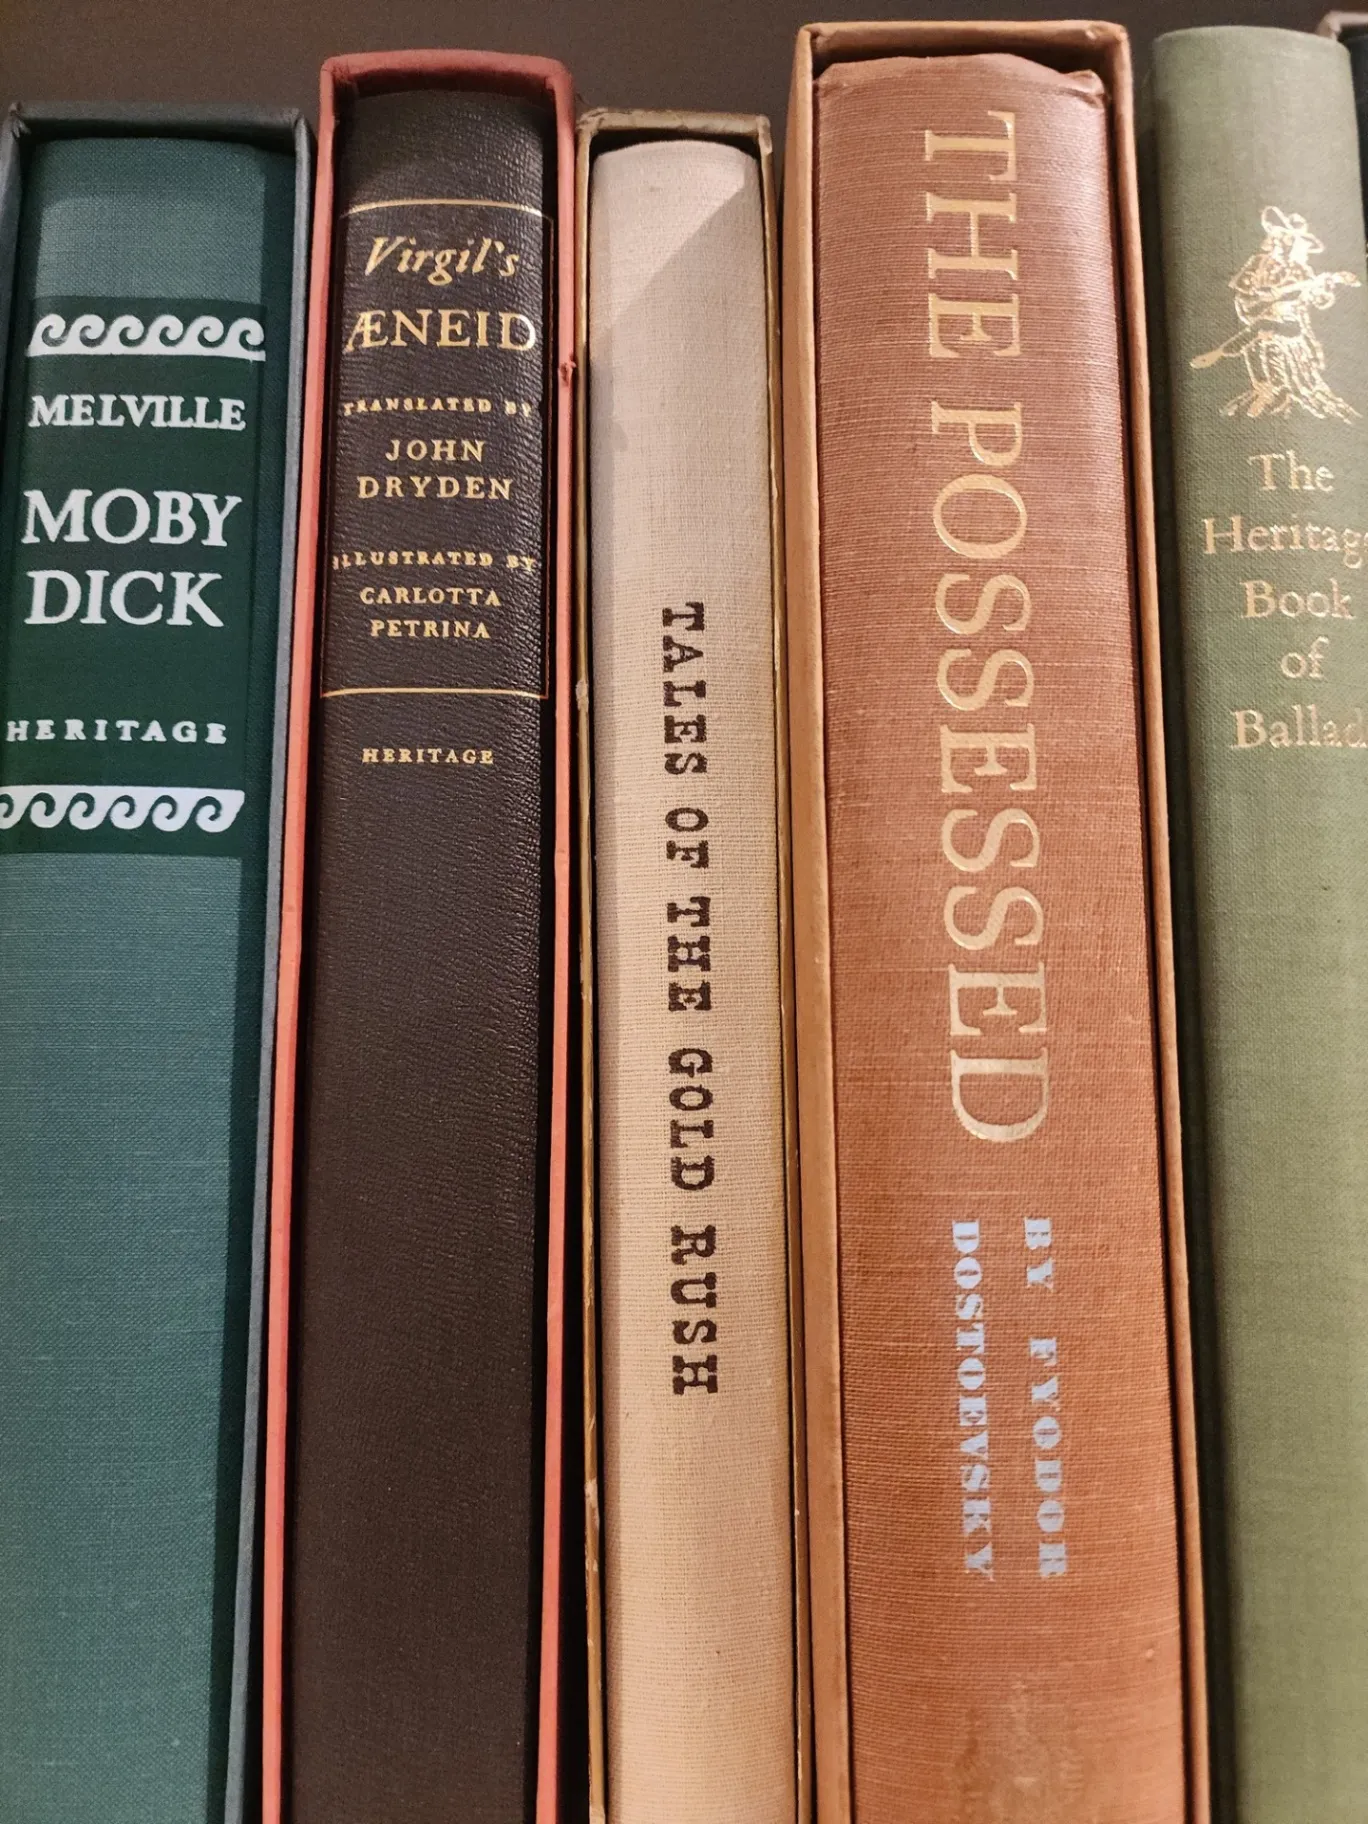 MELVILLE
MOBY
DICK
HERITAGE
Virgil's
ÆNEID
TRANSLATED BY
JOHN
DRYDEN
ILLUSTRATED BY
CARLOTTA
PETRINA
HERITAGE
TALES OF THE GOLD RUSH
THE POSSESSED
BY FYODOR
DOSTOEVSKY
The
Heritage
Book
of
Ballad